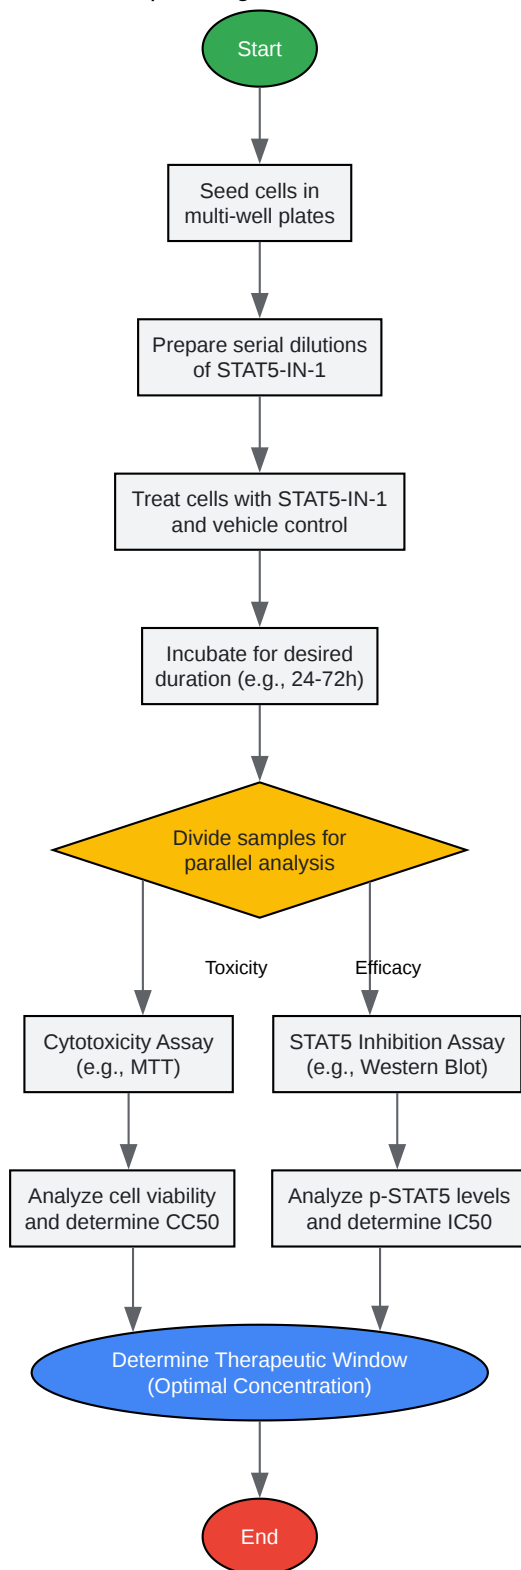 Start
Seed cells in
multi-well plates
Prepare serial dilutions
of STAT5-IN-1
Treat cells with STAT5-IN-1
and vehicle control
Incubate for desired
duration (e.g., 24-72h)
Divide samples for
parallel analysis
Toxicity
Efficacy
Cytotoxicity Assay
(e.g., MTT)
STAT5 Inhibition Assay
(e.g., Western Blot)
Analyze cell viability
and determine CC50
Analyze p-STAT5 levels
and determine IC50
Determine Therapeutic Window
(Optimal Concentration)
End